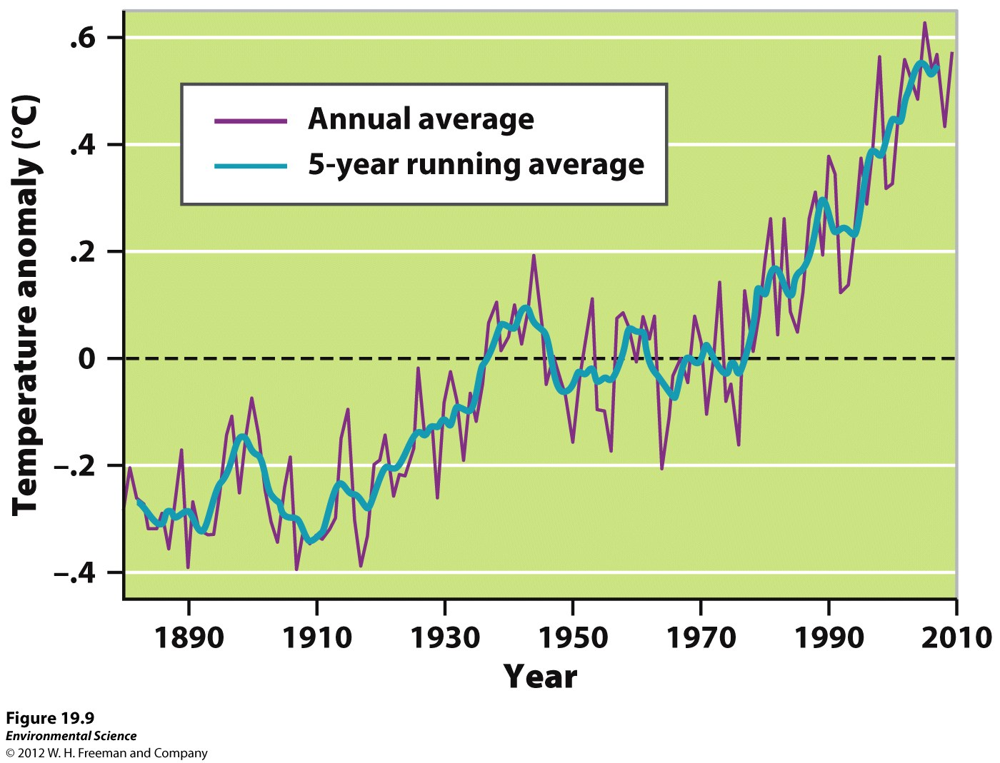 Temperature anomaly (°C)
.6
.4
.2
0
–.2
–.4
Annual average
5-year running average
1890 1910 1930 1950 1970 1990 2010
Year
Figure 19.9
Environmental Science
© 2012 W. H. Freeman and Company